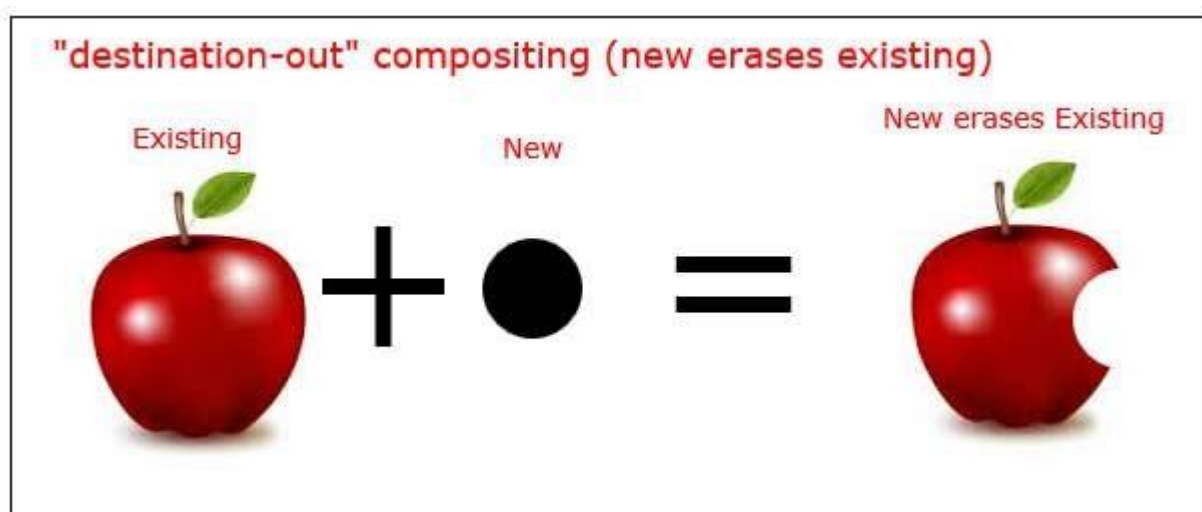 "destination-out" compositing (new erases existing)
Existing
New
New erases Existing